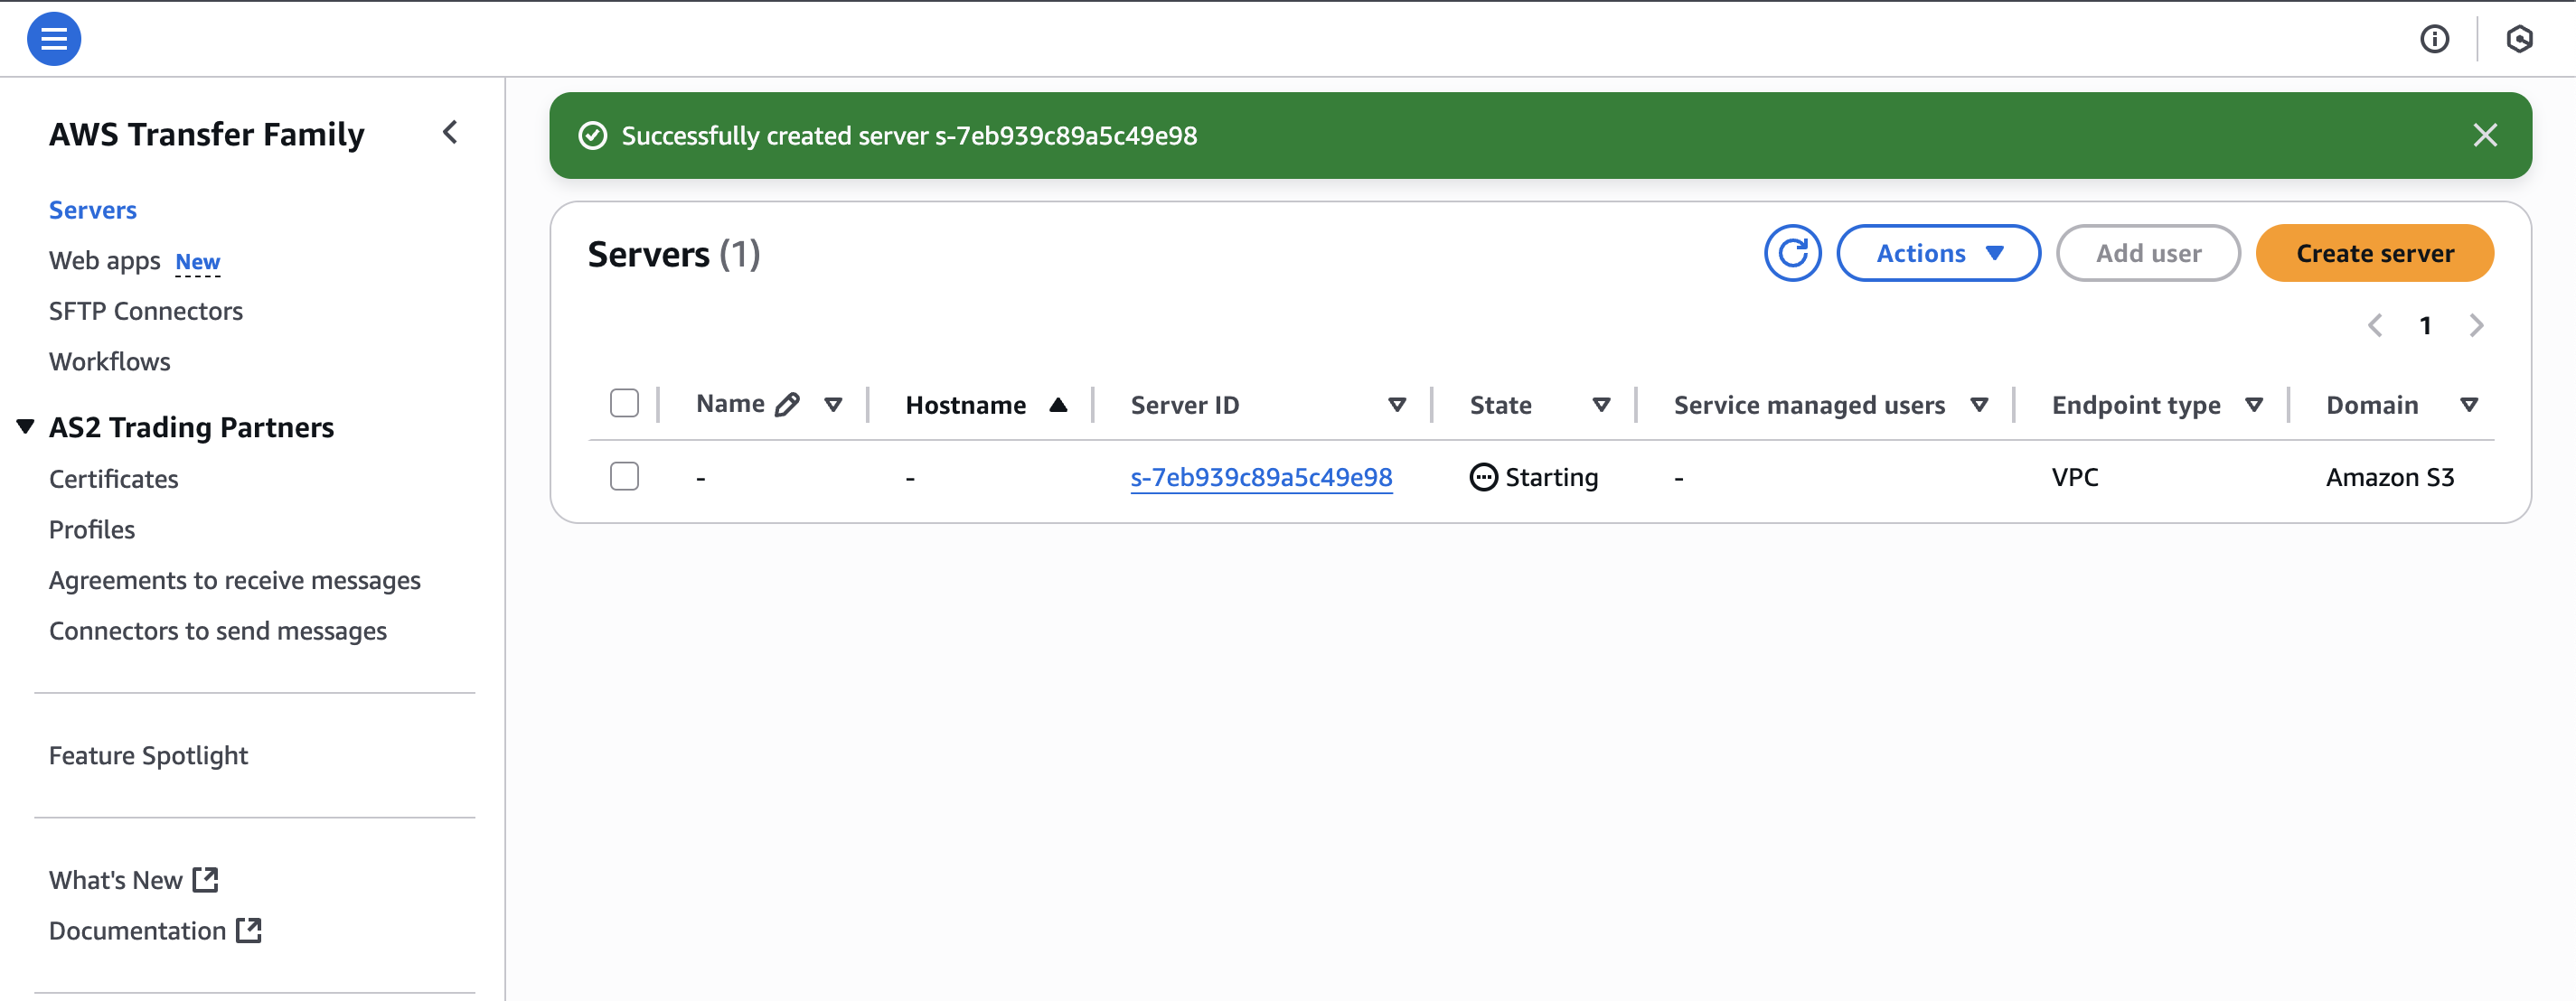 AWS Transfer Family
Servers
Web apps New
SFTP Connectors
Workflows
AS2 Trading Partners
Certificates
Profiles
Agreements to receive messages
Connectors to send messages
Feature Spotlight
What's New
Documentation
Successfully created server s-7eb939c89a5c49e98
Servers (1)
Actions
Add user
Create server
1
Name Hostname Server ID State Service managed users Endpoint type Domain
- - s-7eb939c89a5c49e98 Starting - VPC Amazon S3